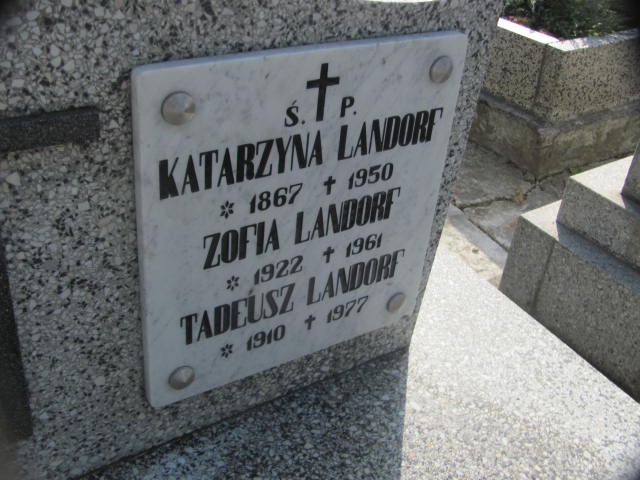 Ś. † P.
KATARZYNA LANDORF
* 1867 † 1950
ZOFIA LANDORF
* 1922 † 1961
TADEUSZ LANDORF
* 1910 † 1977